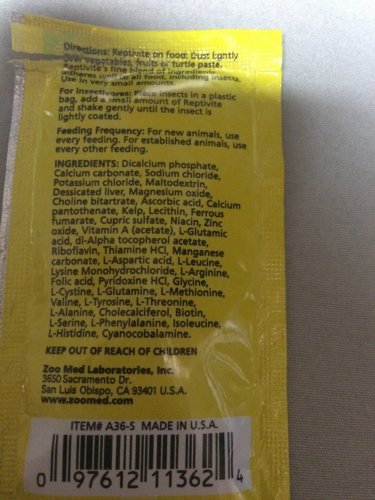 Directions: Reptivite on food: Dust lightly
over vegetables, fruits or turtle paste.
Reptivite's fine blend of ingredients
adheres well to all food, including insects.
Use in very small amounts.
For Insectivores: Place insects in a plastic
bag, add a small amount of Reptivite
and shake gently until the insect is
lightly coated.
Feeding Frequency: For new animals, use
every feeding. For established animals, use
every other feeding.
INGREDIENTS: Dicalcium phosphate,
Calcium carbonate, Sodium chloride,
Potassium chloride, Maltodextrin,
Dessicated liver, Magnesium oxide,
Choline bitartrate, Ascorbic acid, Calcium
pantothenate, Kelp, Lecithin, Ferrous
fumarate, Cupric sulfate, Niacin, Zinc
oxide, Vitamin A (acetate), L-Glutamic
acid, dl-Alpha tocopherol acetate,
Riboflavin, Thiamine HCl, Manganese
carbonate, L-Aspartic acid, L-Leucine,
Lysine Monohydrochloride, L-Arginine,
Folic acid, Pyridoxine HCl, Glycine,
L-Cystine, L-Glutamine, L-Methionine,
Valine, L-Tyrosine, L-Threonine,
L-Alanine, Cholecalciferol, Biotin,
L-Serine, L-Phenylalanine, Isoleucine,
L-Histidine, Cyanocobalamine.
KEEP OUT OF REACH OF CHILDREN
Zoo Med Laboratories, Inc.
3650 Sacramento Dr.
San Luis Obispo, CA 93401 U.S.A.
www.zoomed.com
ITEM# A36-S MADE IN U.S.A.
0 97612 11362 4